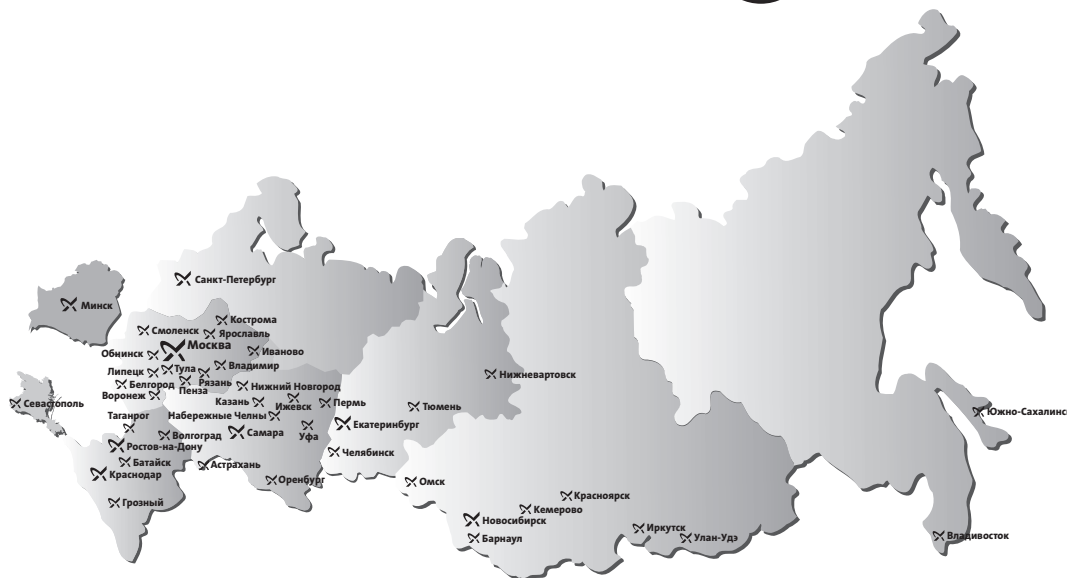 Санкт-Петербург
Минск
Кострома
Смоленск
Ярославль
Москва
Обнинск
Иваново
Липецк
Тула
Владимир
Белгород
Пенза
Рязань
Нижний Новгород
Воронеж
Казань
Ижевск
Пермь
Севастополь
Таганрог
Набережные Челны
Нижневартовск
Тюмень
Южно-Сахалинск
Волгоград
Самара
Уфа
Екатеринбург
Ростов-на-Дону
Челябинск
Батайск
Астрахань
Краснодар
Оренбург
Омск
Грозный
Красноярск
Кемерово
Новосибирск
Иркутск
Барнаул
Улан-Удэ
Владивосток